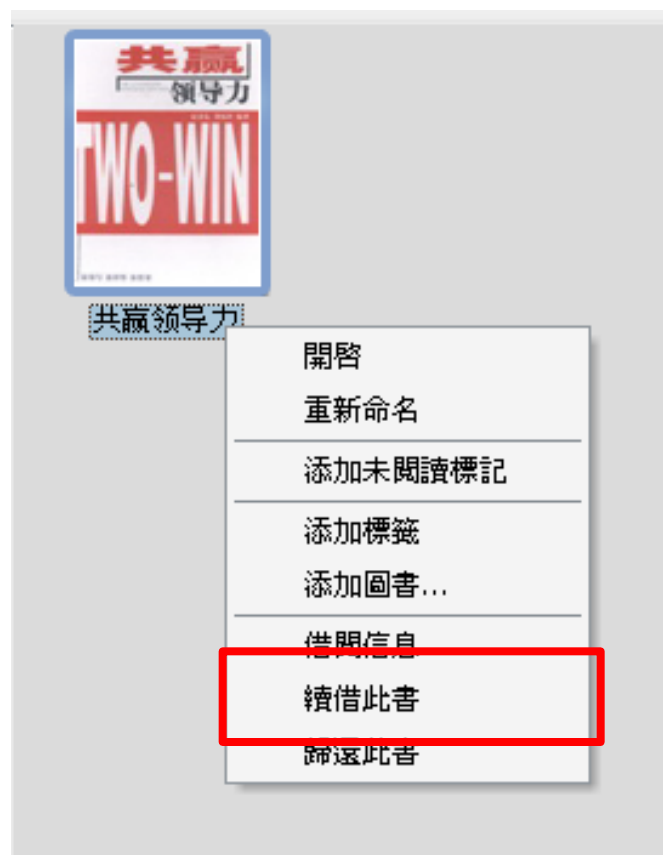 共赢
领导力
TWO-WIN
共赢领导力
開啓
重新命名
添加未閱讀標記
添加標籤
添加圖書...
借閱信息
續借此書
歸還此書